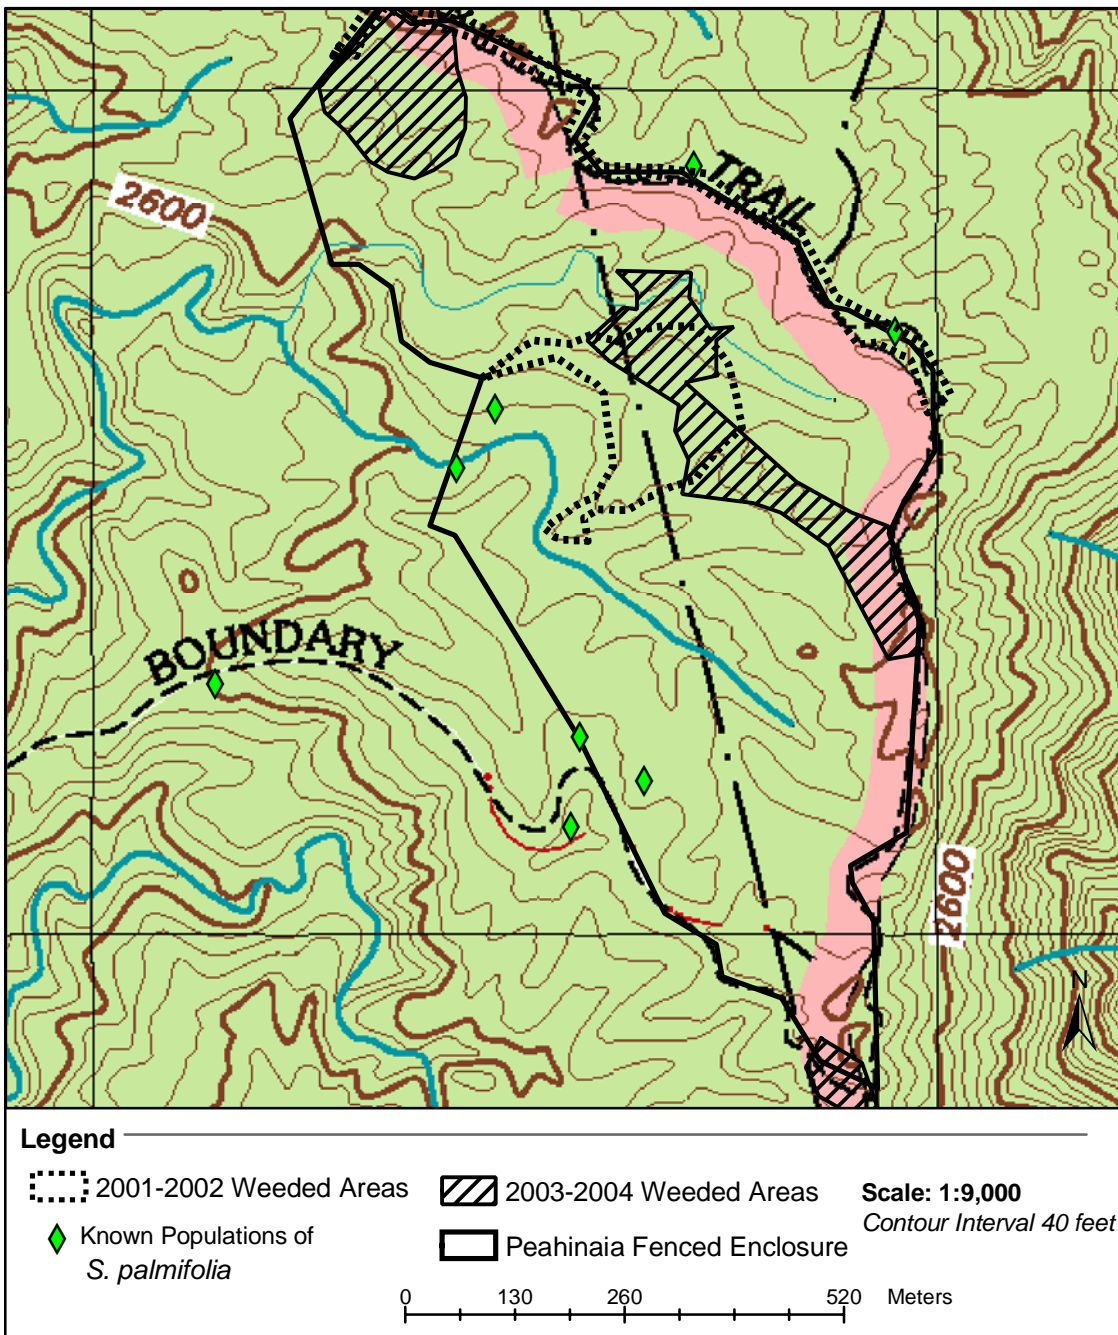 TRAIL
2600
BOUNDARY
2600
N
Legend
2001-2002 Weeded Areas
2003-2004 Weeded Areas
Scale: 1:9,000
Contour Interval 40 feet
Known Populations of
S. palmifolia
Peahinaia Fenced Enclosure
0 130 260 520 Meters